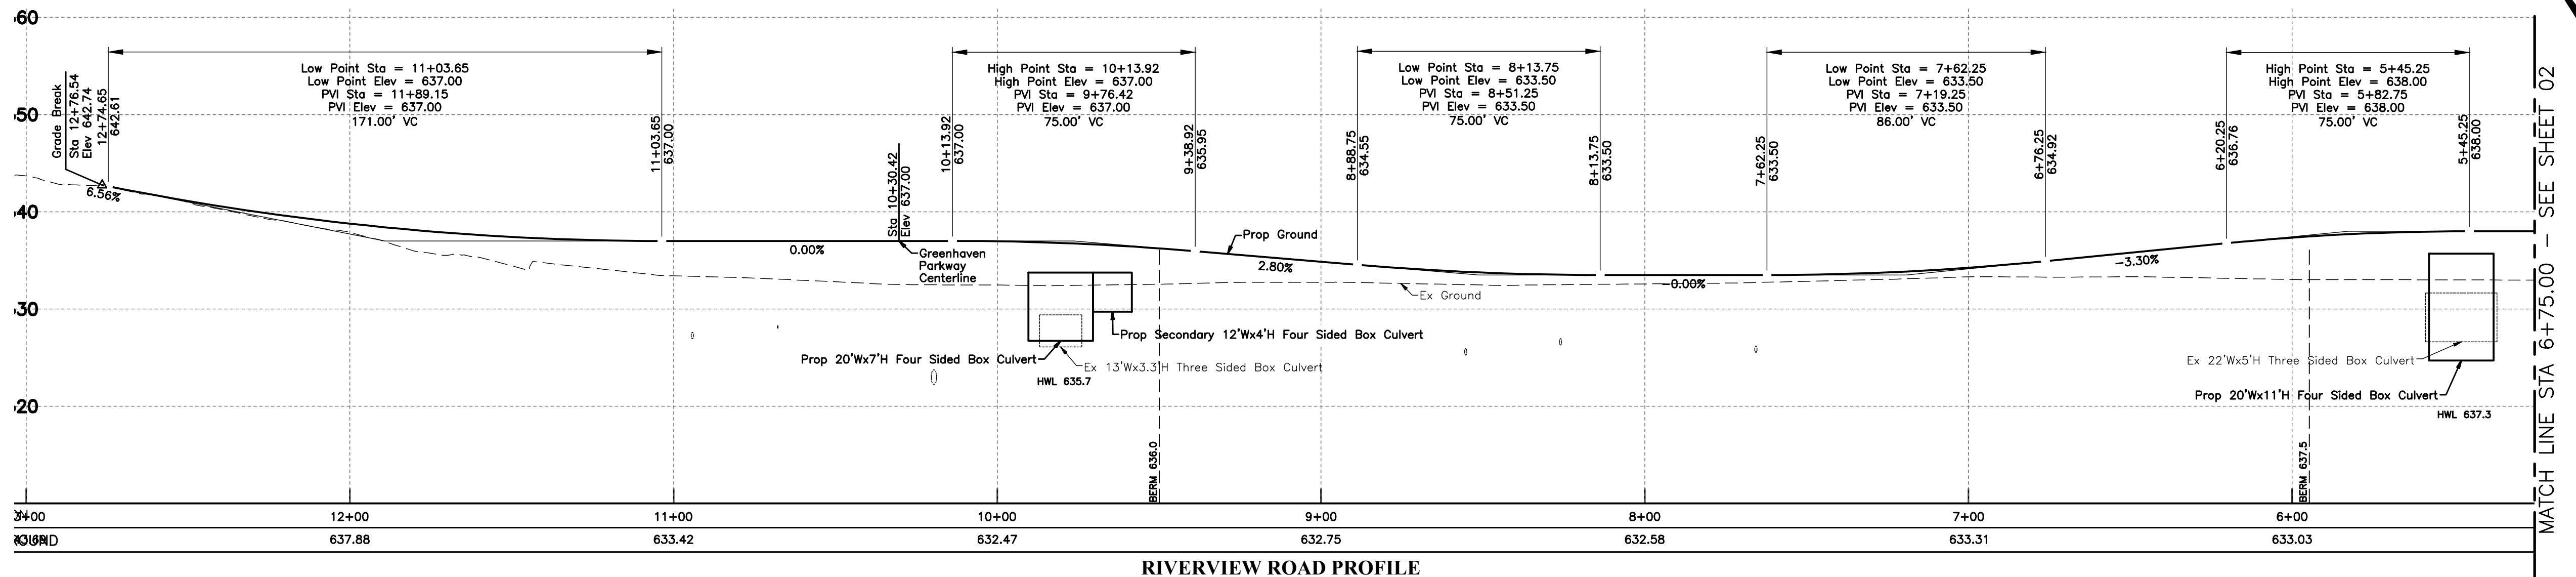 60
50
40
30
20
Grade Break
Sta 12+76.54
Elev 642.74
12+74.65
642.61
6.56%
Low Point Sta = 11+03.65
Low Point Elev = 637.00
PVI Sta = 11+89.15
PVI Elev = 637.00
171.00' VC
11+03.65
637.00
0.00%
Sta 10+30.42
Elev 637.00
Greenhaven
Parkway
Centerline
10+13.92
637.00
High Point Sta = 10+13.92
High Point Elev = 637.00
PVI Sta = 9+76.42
PVI Elev = 637.00
75.00' VC
9+38.92
635.95
Prop Ground
2.80%
8+88.75
634.55
Low Point Sta = 8+13.75
Low Point Elev = 633.50
PVI Sta = 8+51.25
PVI Elev = 633.50
75.00' VC
8+13.75
633.50
Ex Ground
-0.00%
7+62.25
633.50
Low Point Sta = 7+62.25
Low Point Elev = 633.50
PVI Sta = 7+19.25
PVI Elev = 633.50
86.00' VC
6+76.25
634.92
-3.30%
6+20.25
636.76
High Point Sta = 5+45.25
High Point Elev = 638.00
PVI Sta = 5+82.75
PVI Elev = 638.00
75.00' VC
5+45.25
638.00
Prop Secondary 12'Wx4'H Four Sided Box Culvert
Prop 20'Wx7'H Four Sided Box Culvert
Ex 13'Wx3.3'H Three Sided Box Culvert
HWL 635.7
BERM 636.0
Ex 22'Wx5'H Three Sided Box Culvert
Prop 20'Wx11'H Four Sided Box Culvert
HWL 637.3
BERM 637.5
MATCH LINE STA 6+75.00 - SEE SHEET 02
+00 12+00 11+00 10+00 9+00 8+00 7+00 6+00
637.88 633.42 632.47 632.75 632.58 633.31 633.03
RIVERVIEW ROAD PROFILE